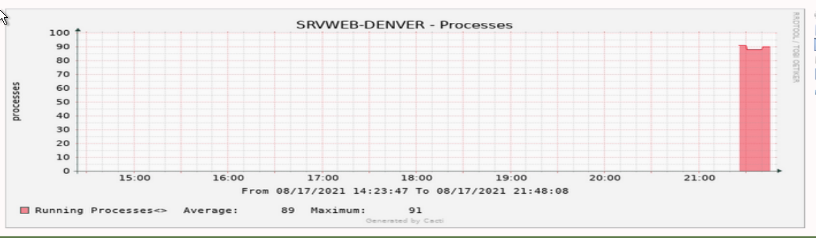 SRVWEB-DENVER - Processes
RRDTOOL / TOBI OETIKER
processes
100
90
80
70
60
50
40
30
20
10
0
15:00 16:00 17:00 18:00 19:00 20:00 21:00
From 08/17/2021 14:23:47 To 08/17/2021 21:48:08
Running Processes<> Average: 89 Maximum: 91
Generated by Cacti